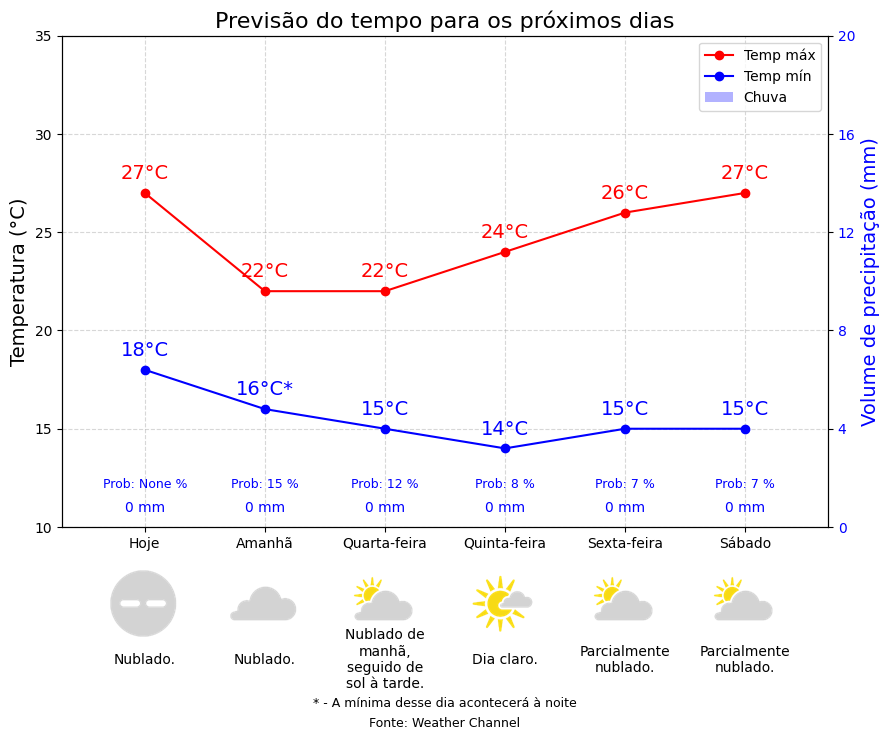 Previsão do tempo para os próximos dias
Temperatura (°C)
35
30
25
20
15
10
Volume de precipitação (mm)
20
16
12
8
4
0
Temp máx
Temp mín
Chuva
27°C
22°C
22°C
24°C
26°C
27°C
18°C
16°C*
15°C
14°C
15°C
15°C
Prob: None %
Prob: 15 %
Prob: 12 %
Prob: 8 %
Prob: 7 %
Prob: 7 %
0 mm
0 mm
0 mm
0 mm
0 mm
0 mm
Hoje
Amanhã
Quarta-feira
Quinta-feira
Sexta-feira
Sábado
Nublado.
Nublado.
Nublado de
manhã,
seguido de
sol à tarde.
Dia claro.
Parcialmente
nublado.
Parcialmente
nublado.
* - A mínima desse dia acontecerá à noite
Fonte: Weather Channel